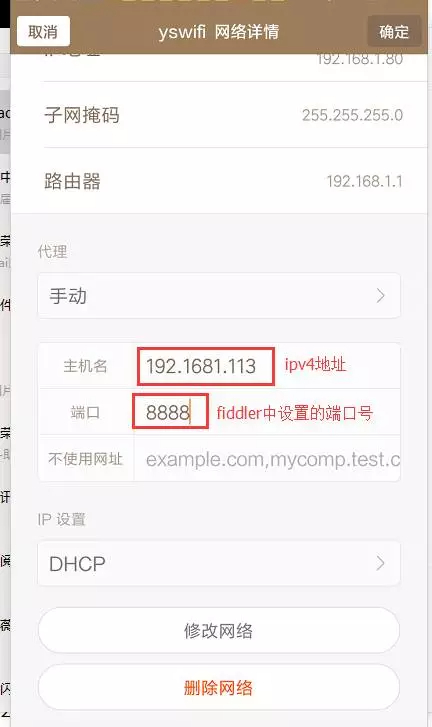 取消 yswifi 网络详情 确定
192.168.1.80
子网掩码 255.255.255.0
路由器 192.168.1.1
代理
手动
主机名 192.1681.113 ipv4地址
端口 8888 fiddler中设置的端口号
不使用网址 example.com,mycomp.test.c
IP 设置
DHCP
修改网络
删除网络